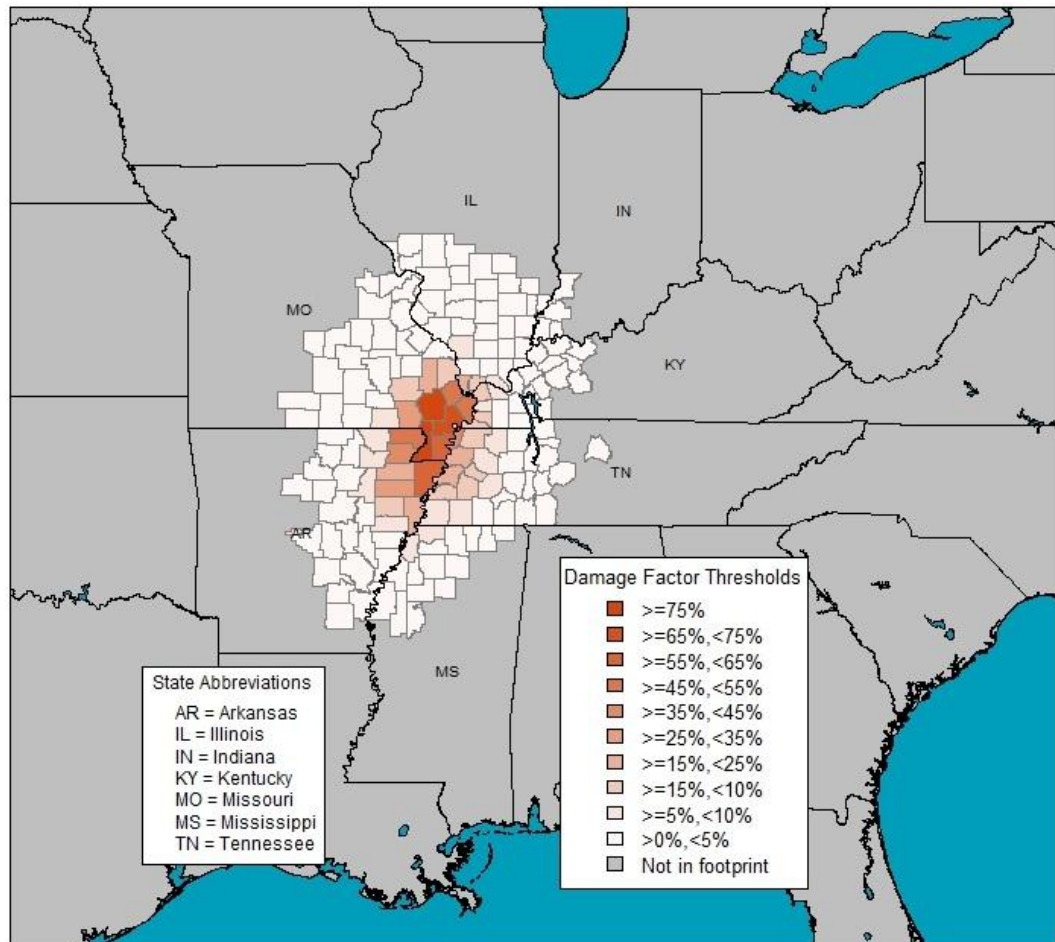 IL
IN
MO
KY
TN
AR
MS
Damage Factor Thresholds
>=75%
>=65%,<75%
>=55%,<65%
>=45%,<55%
>=35%,<45%
>=25%,<35%
>=15%,<25%
>=15%,<10%
>=5%,<10%
>0%,<5%
Not in footprint
State Abbreviations
AR = Arkansas
IL = Illinois
IN = Indiana
KY = Kentucky
MO = Missouri
MS = Mississippi
TN = Tennessee